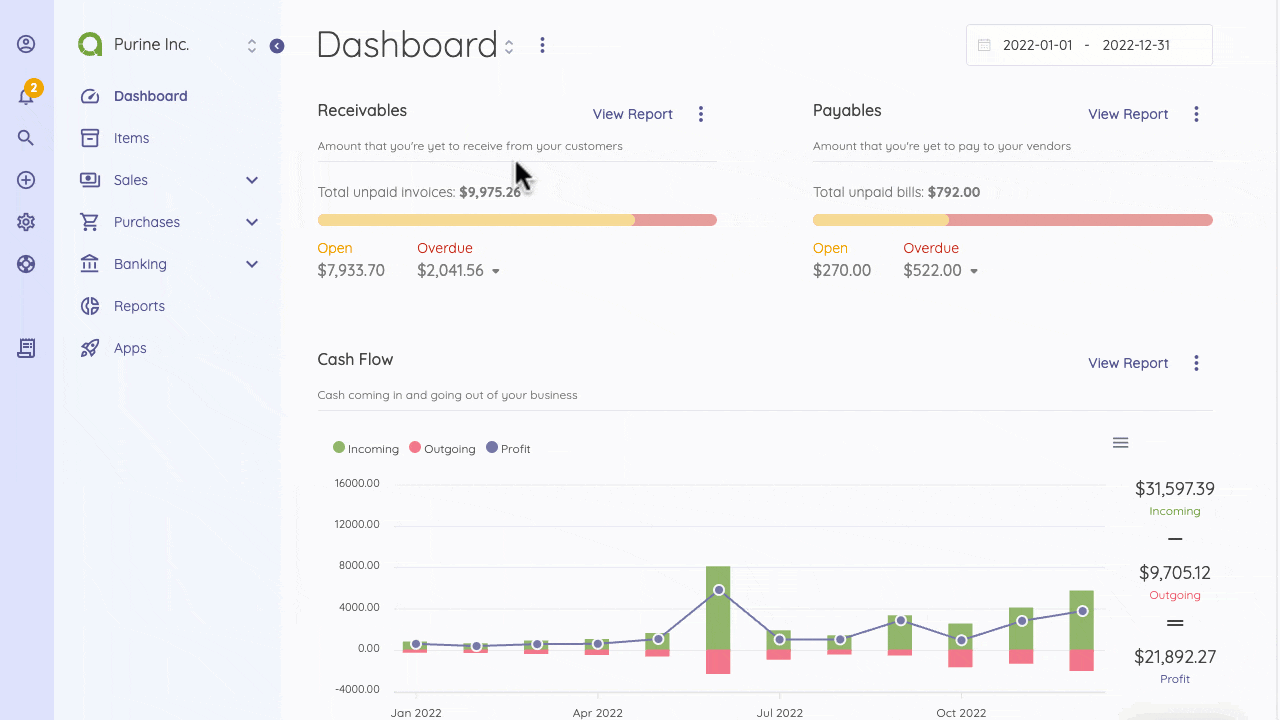 Purine Inc.
Dashboard
2022-01-01 - 2022-12-31
2
Dashboard
Items
Sales
Purchases
Banking
Reports
Apps
Receivables
View Report
Amount that you're yet to receive from your customers
Total unpaid invoices: $9,975.26
Open
Overdue
$7,933.70
$2,041.56
Payables
View Report
Amount that you're yet to pay to your vendors
Total unpaid bills: $792.00
Open
Overdue
$270.00
$522.00
Cash Flow
View Report
Cash coming in and going out of your business
Incoming Outgoing Profit
16000.00
12000.00
8000.00
4000.00
0.00
-4000.00
Jan 2022 Apr 2022 Jul 2022 Oct 2022
$31,597.39
Incoming
$9,705.12
Outgoing
$21,892.27
Profit